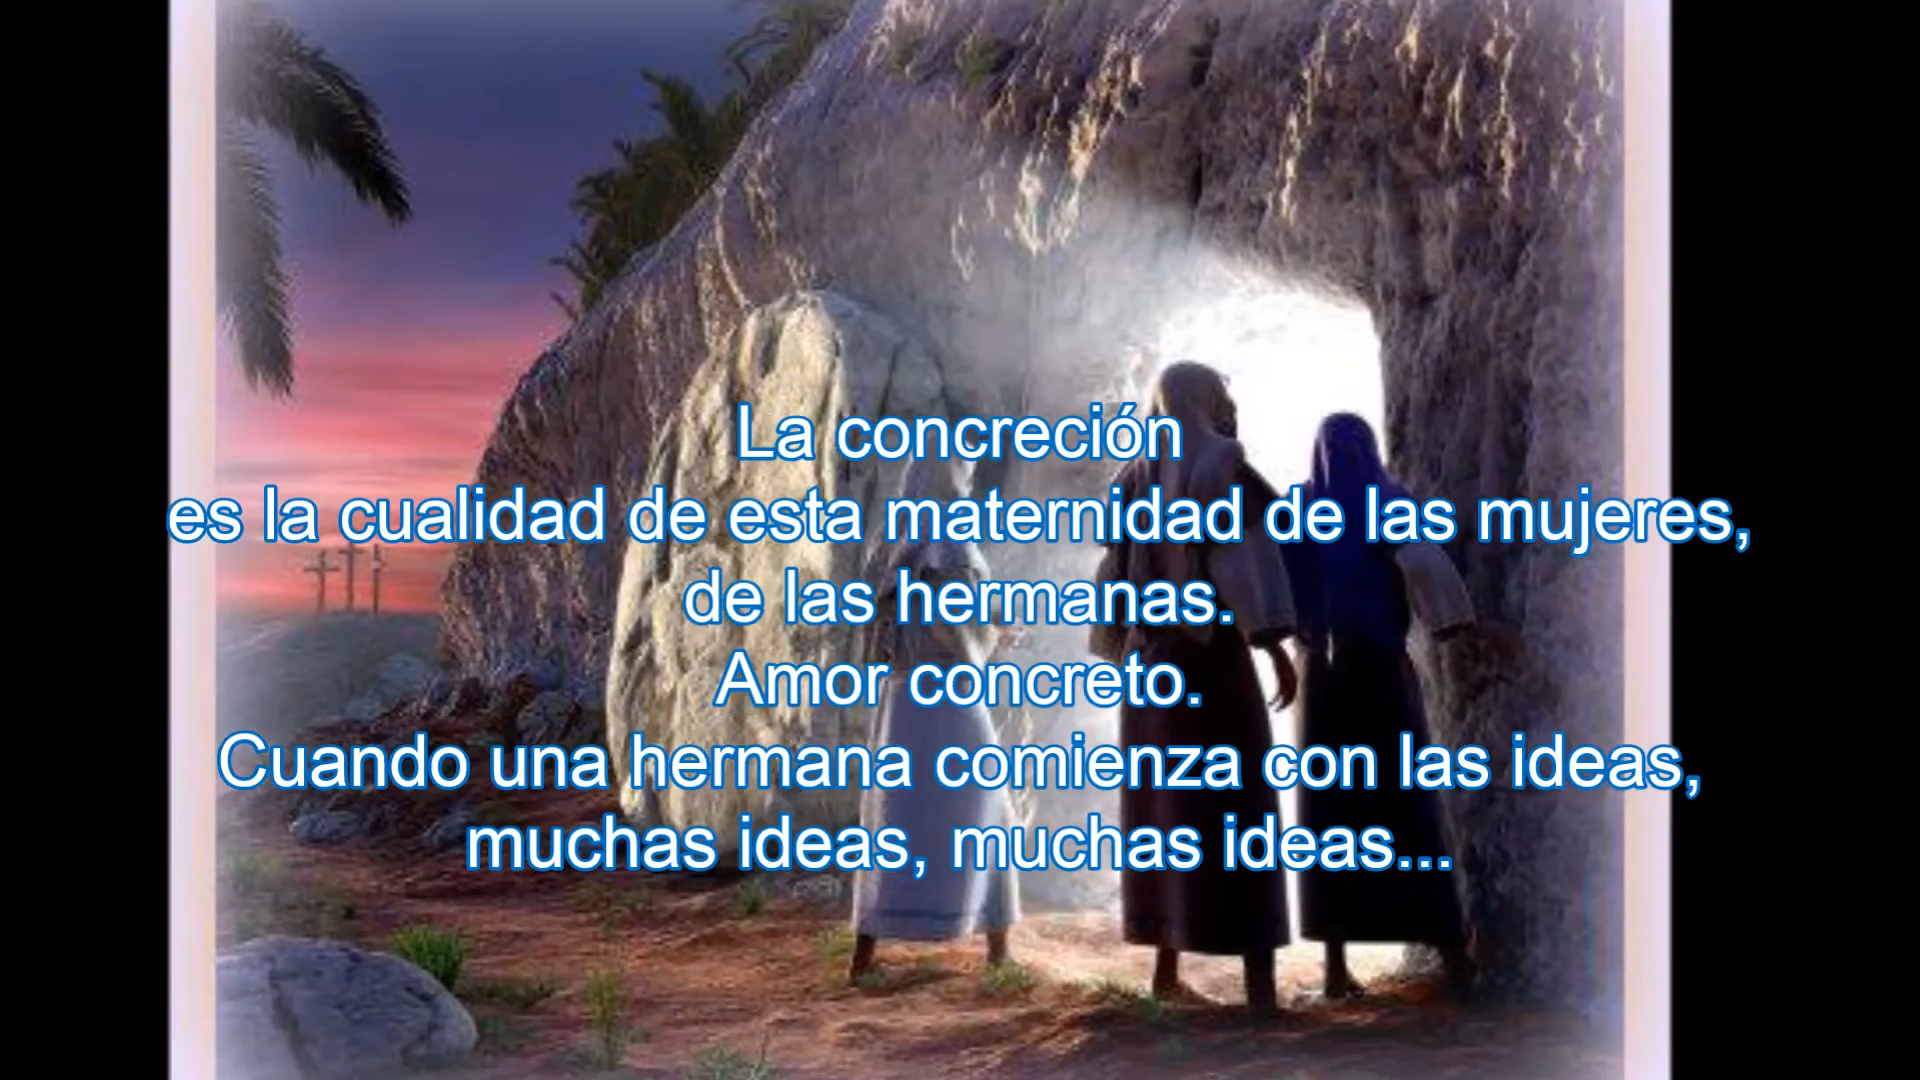 La concreción
es la cualidad de esta maternidad de las mujeres,
de las hermanas.
Amor concreto.
Cuando una hermana comienza con las ideas,
muchas ideas, muchas ideas...